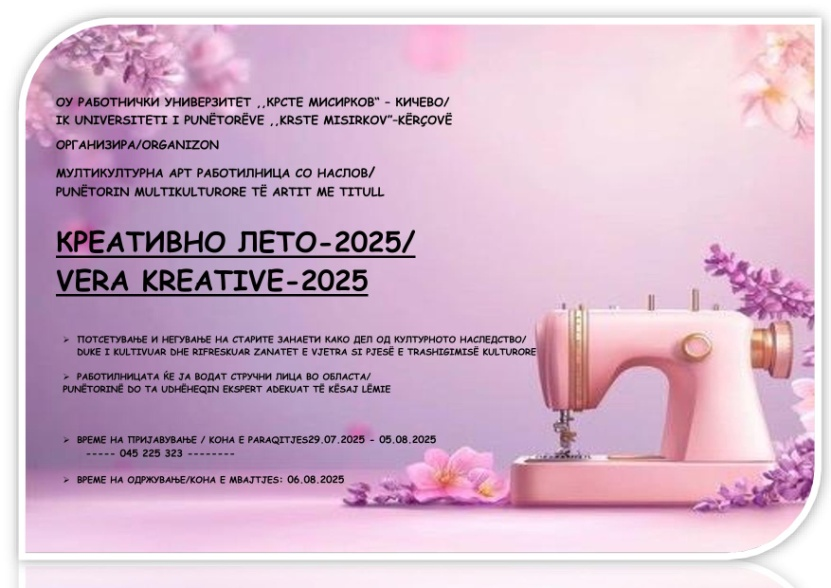 ОУ РАБОТНИЧКИ УНИВЕРЗИТЕТ ,,КРСТЕ МИСИРКОВ“ – КИЧЕВО/
IK UNIVERSITETI I PUNËTORËVE ,,KRSTE MISIRKOV”-KËRÇOVË
ОРГАНИЗИРА/ORGANIZON
МУЛТИКУЛТУРНА АРТ РАБОТИЛНИЦА СО НАСЛОВ/
PUNËTORIN MULTIKULTURORE TË ARTIT ME TITULL
КРЕАТИВНО ЛЕТО-2025/
VERA KREATIVE-2025
➢ ПОТСЕТУВАЊЕ И НЕГУВАЊЕ НА СТАРИТЕ ЗАНАЕТИ КАКО ДЕЛ ОД КУЛТУРНОТО НАСЛЕДСТВО/
DUKE I KULTIVUAR DHE RIFRESKUAR ZANATET E VJETRA SI PJESË E TRASHIGIMISË KULTURORE
➢ РАБОТИЛНИЦАТА ЌЕ ЈА ВОДАТ СТРУЧНИ ЛИЦА ВО ОБЛАСТА/
PUNËTORINË DO TA UDHËHEQIN EKSPERT ADEKUAT TË KËSAJ LËMIE
➢ ВРЕМЕ НА ПРИЈАВУВАЊЕ / KOHA E PARAQITJES29.07.2025 – 05.08.2025
----- 045 225 323 --------
➢ ВРЕМЕ НА ОДРЖУВАЊЕ/KOHA E MBAJTJES: 06.08.2025